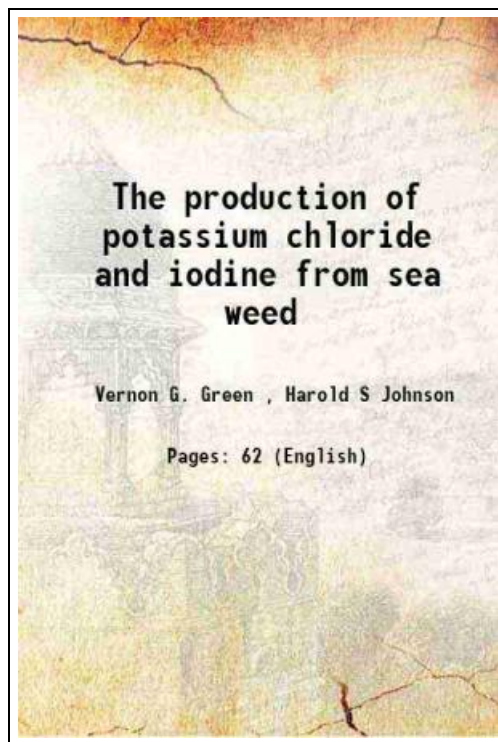 The production of
potassium chloride
and iodine from sea
weed
Vernon G. Green , Harold S Johnson
Pages: 62 (English)